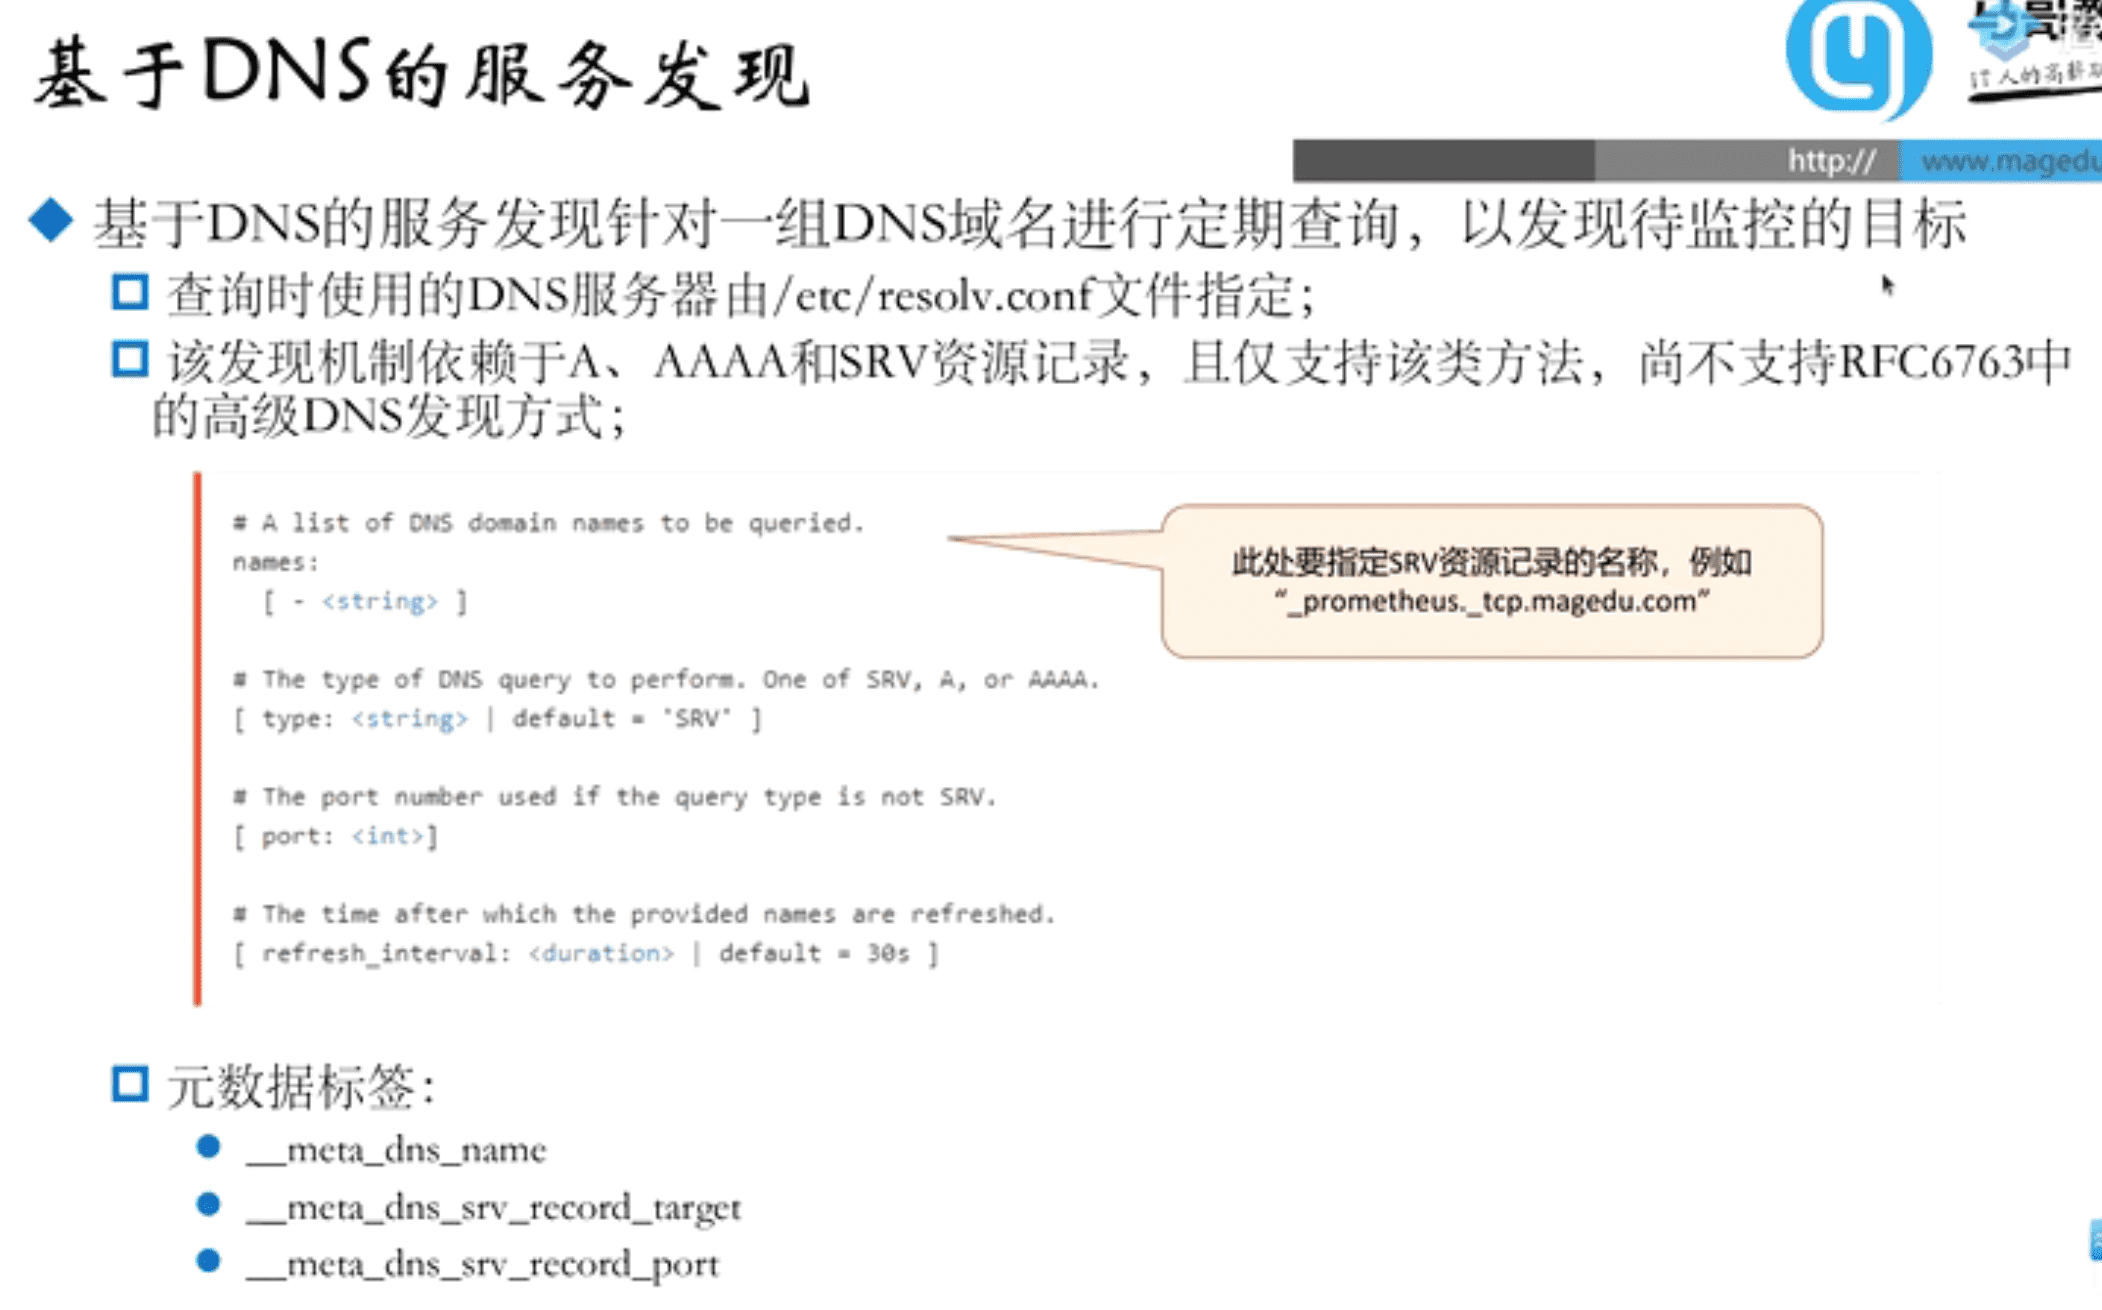 基于DNS的服务发现
IT人的高薪
http://
www.magedu
基于DNS的服务发现针对一组DNS域名进行定期查询，以发现待监控的目标
查询时使用的DNS服务器由/etc/resolv.conf文件指定；
该发现机制依赖于A、AAAA和SRV资源记录，且仅支持该类方法，尚不支持RFC6763中
的高级DNS发现方式；
# A list of DNS domain names to be queried.
names:
[ - <string> ]
此处要指定SRV资源记录的名称，例如
“_prometheus._tcp.magedu.com”
# The type of DNS query to perform. One of SRV, A, or AAAA.
[ type: <string> | default = 'SRV' ]
# The port number used if the query type is not SRV.
[ port: <int>]
# The time after which the provided names are refreshed.
[ refresh_interval: <duration> | default = 30s ]
元数据标签：
__meta_dns_name
__meta_dns_srv_record_target
__meta_dns_srv_record_port